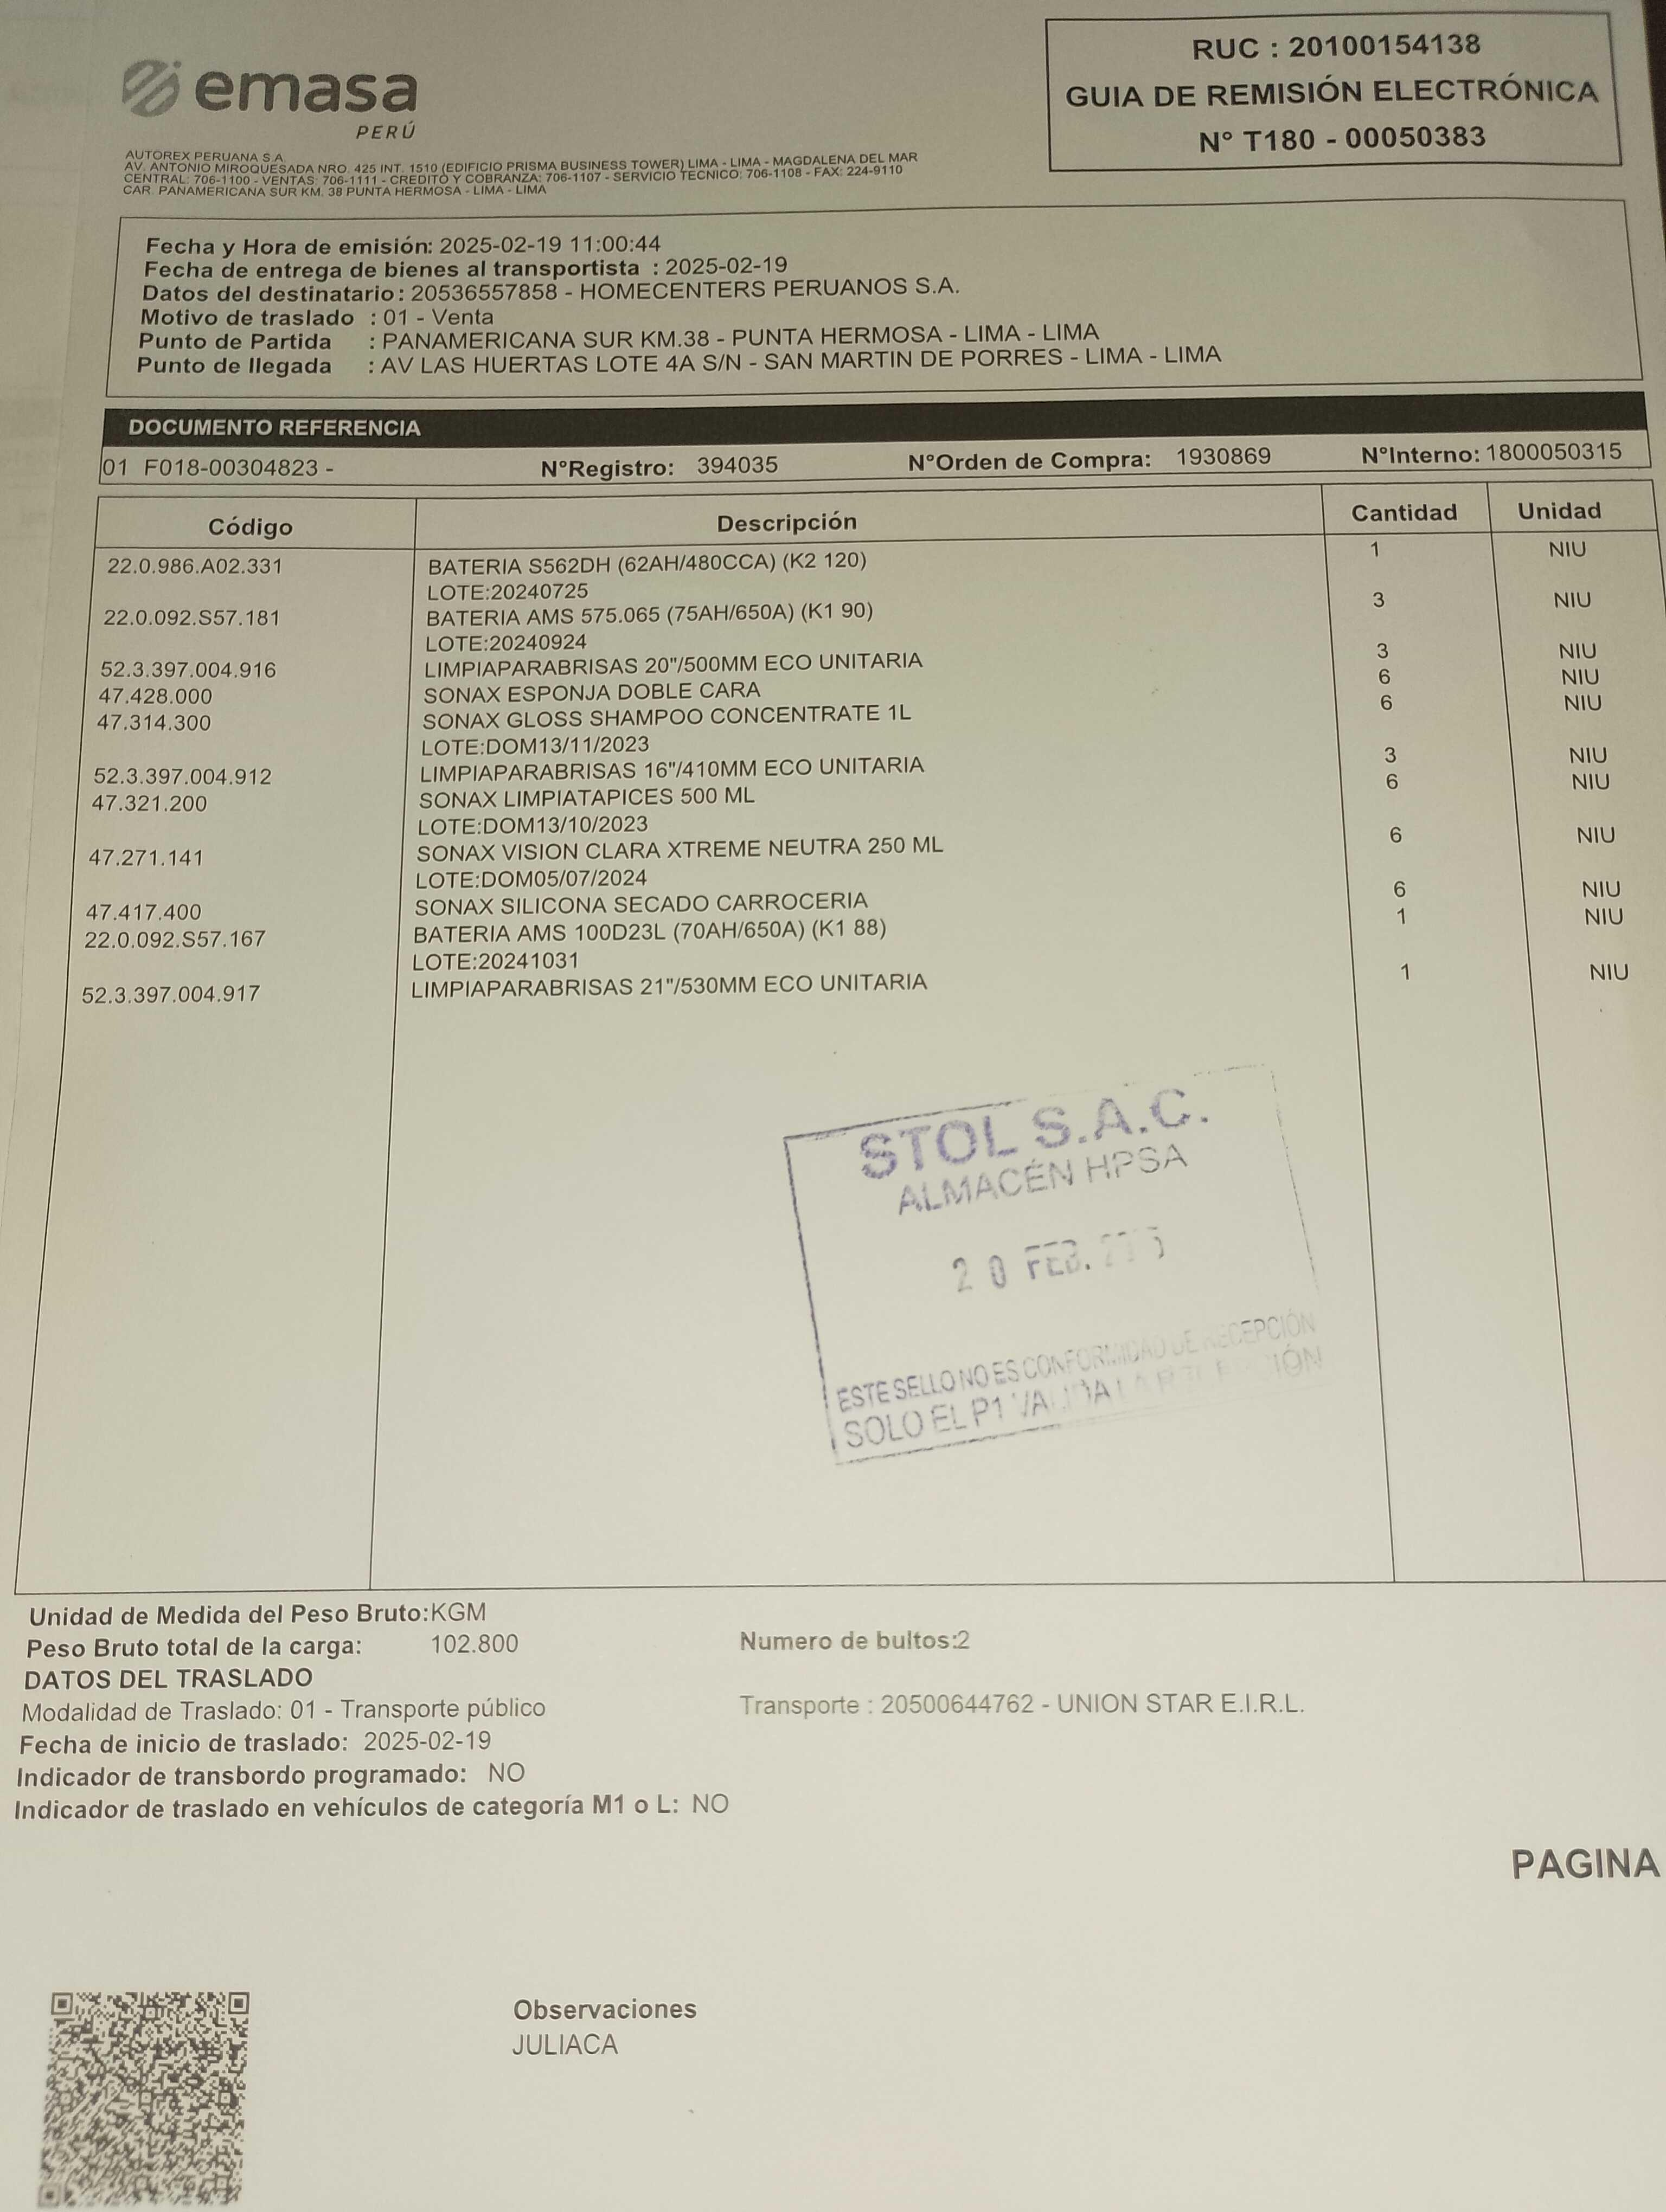 emasa
PERÚ
RUC : 20100154138
GUIA DE REMISIÓN ELECTRÓNICA
N° T180 - 00050383
AUTOREX PERUANA S.A.
AV. ANTONIO MIROQUESADA NRO. 425 INT. 1510 (EDIFICIO PRISMA BUSINESS TOWER) LIMA - LIMA - MAGDALENA DEL MAR
CENTRAL: 706-1100 - VENTAS: 706-1111 - CREDITO Y COBRANZA: 706-1107 - SERVICIO TECNICO: 706-1108 - FAX: 224-9110
CAR. PANAMERICANA SUR KM. 38 PUNTA HERMOSA - LIMA - LIMA
Fecha y Hora de emisión: 2025-02-19 11:00:44
Fecha de entrega de bienes al transportista : 2025-02-19
Datos del destinatario : 20536557858 - HOMECENTERS PERUANOS S.A.
Motivo de traslado : 01 - Venta
Punto de Partida : PANAMERICANA SUR KM.38 - PUNTA HERMOSA - LIMA - LIMA
Punto de llegada : AV LAS HUERTAS LOTE 4A S/N - SAN MARTIN DE PORRES - LIMA - LIMA
DOCUMENTO REFERENCIA
01 F018-00304823 - N°Registro: 394035 N°Orden de Compra: 1930869 N°Interno: 1800050315
Código Descripción Cantidad Unidad
22.0.986.A02.331 BATERIA S562DH (62AH/480CCA) (K2 120) 1 NIU
LOTE:20240725
22.0.092.S57.181 BATERIA AMS 575.065 (75AH/650A) (K1 90) 3 NIU
LOTE:20240924
52.3.397.004.916 LIMPIAPARABRISAS 20"/500MM ECO UNITARIA 3 NIU
47.428.000 SONAX ESPONJA DOBLE CARA 6 NIU
47.314.300 SONAX GLOSS SHAMPOO CONCENTRATE 1L 6 NIU
LOTE:DOM13/11/2023
52.3.397.004.912 LIMPIAPARABRISAS 16"/410MM ECO UNITARIA 3 NIU
47.321.200 SONAX LIMPIATAPICES 500 ML 6 NIU
LOTE:DOM13/10/2023
47.271.141 SONAX VISION CLARA XTREME NEUTRA 250 ML 6 NIU
LOTE:DOM05/07/2024
47.417.400 SONAX SILICONA SECADO CARROCERIA 6 NIU
22.0.092.S57.167 BATERIA AMS 100D23L (70AH/650A) (K1 88) 1 NIU
LOTE:20241031
52.3.397.004.917 LIMPIAPARABRISAS 21"/530MM ECO UNITARIA 1 NIU
STOL S.A.C.
ALMACÉN HPSA
20 FEB.
ESTE SELLO NO ES CONFORMIDAD DE RECEPCIÓN
SOLO EL P1 VALIDA LA RECEPCIÓN
Unidad de Medida del Peso Bruto:KGM
Peso Bruto total de la carga: 102.800 Numero de bultos:2
DATOS DEL TRASLADO
Modalidad de Traslado: 01 - Transporte público Transporte : 20500644762 - UNION STAR E.I.R.L.
Fecha de inicio de traslado: 2025-02-19
Indicador de transbordo programado: NO
Indicador de traslado en vehículos de categoría M1 o L: NO
PAGINA
Observaciones
JULIACA